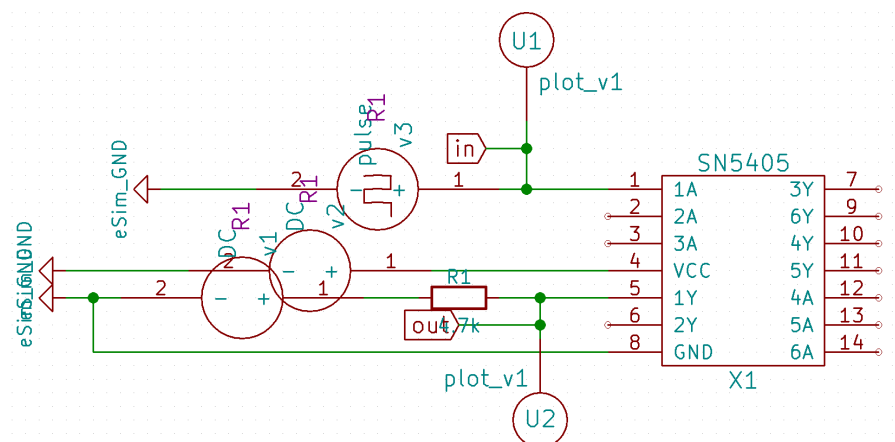 U1
plot_v1
R1
pulse
v3
in
SN5405
eSim_GND
2
1
1
1A
3Y
7
2
2A
6Y
9
3
3A
4Y
10
R1
DC
v2
R1
DC
v1
eSim_GND
2
1
4
VCC
5Y
11
eSim_GND
2
1
R1
4.7k
5
1Y
4A
12
out
6
2Y
5A
13
8
GND
6A
14
plot_v1
X1
U2